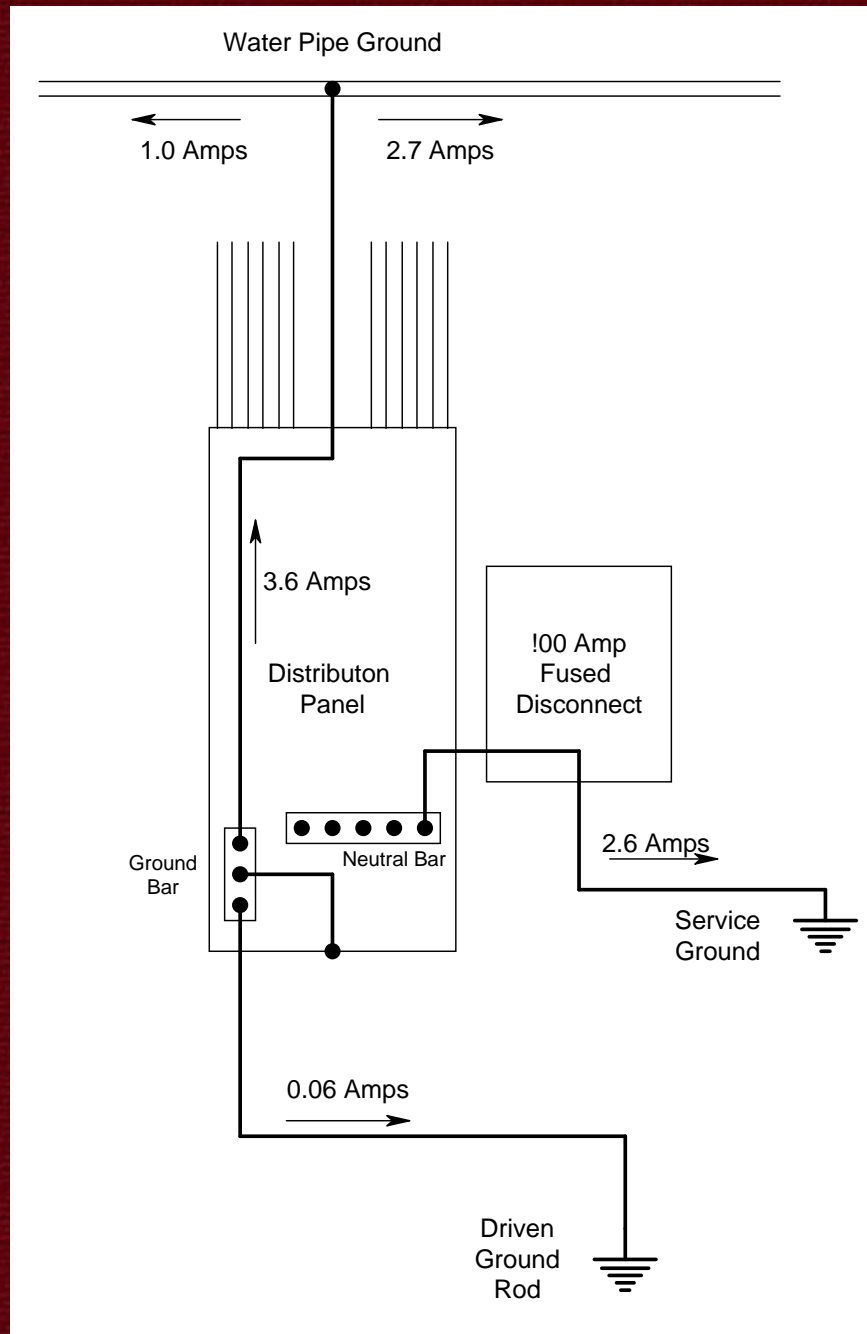 Water Pipe Ground
1.0 Amps
2.7 Amps
3.6 Amps
Distributon
Panel
!00 Amp
Fused
Disconnect
Ground
Bar
Neutral Bar
2.6 Amps
Service
Ground
0.06 Amps
Driven
Ground
Rod